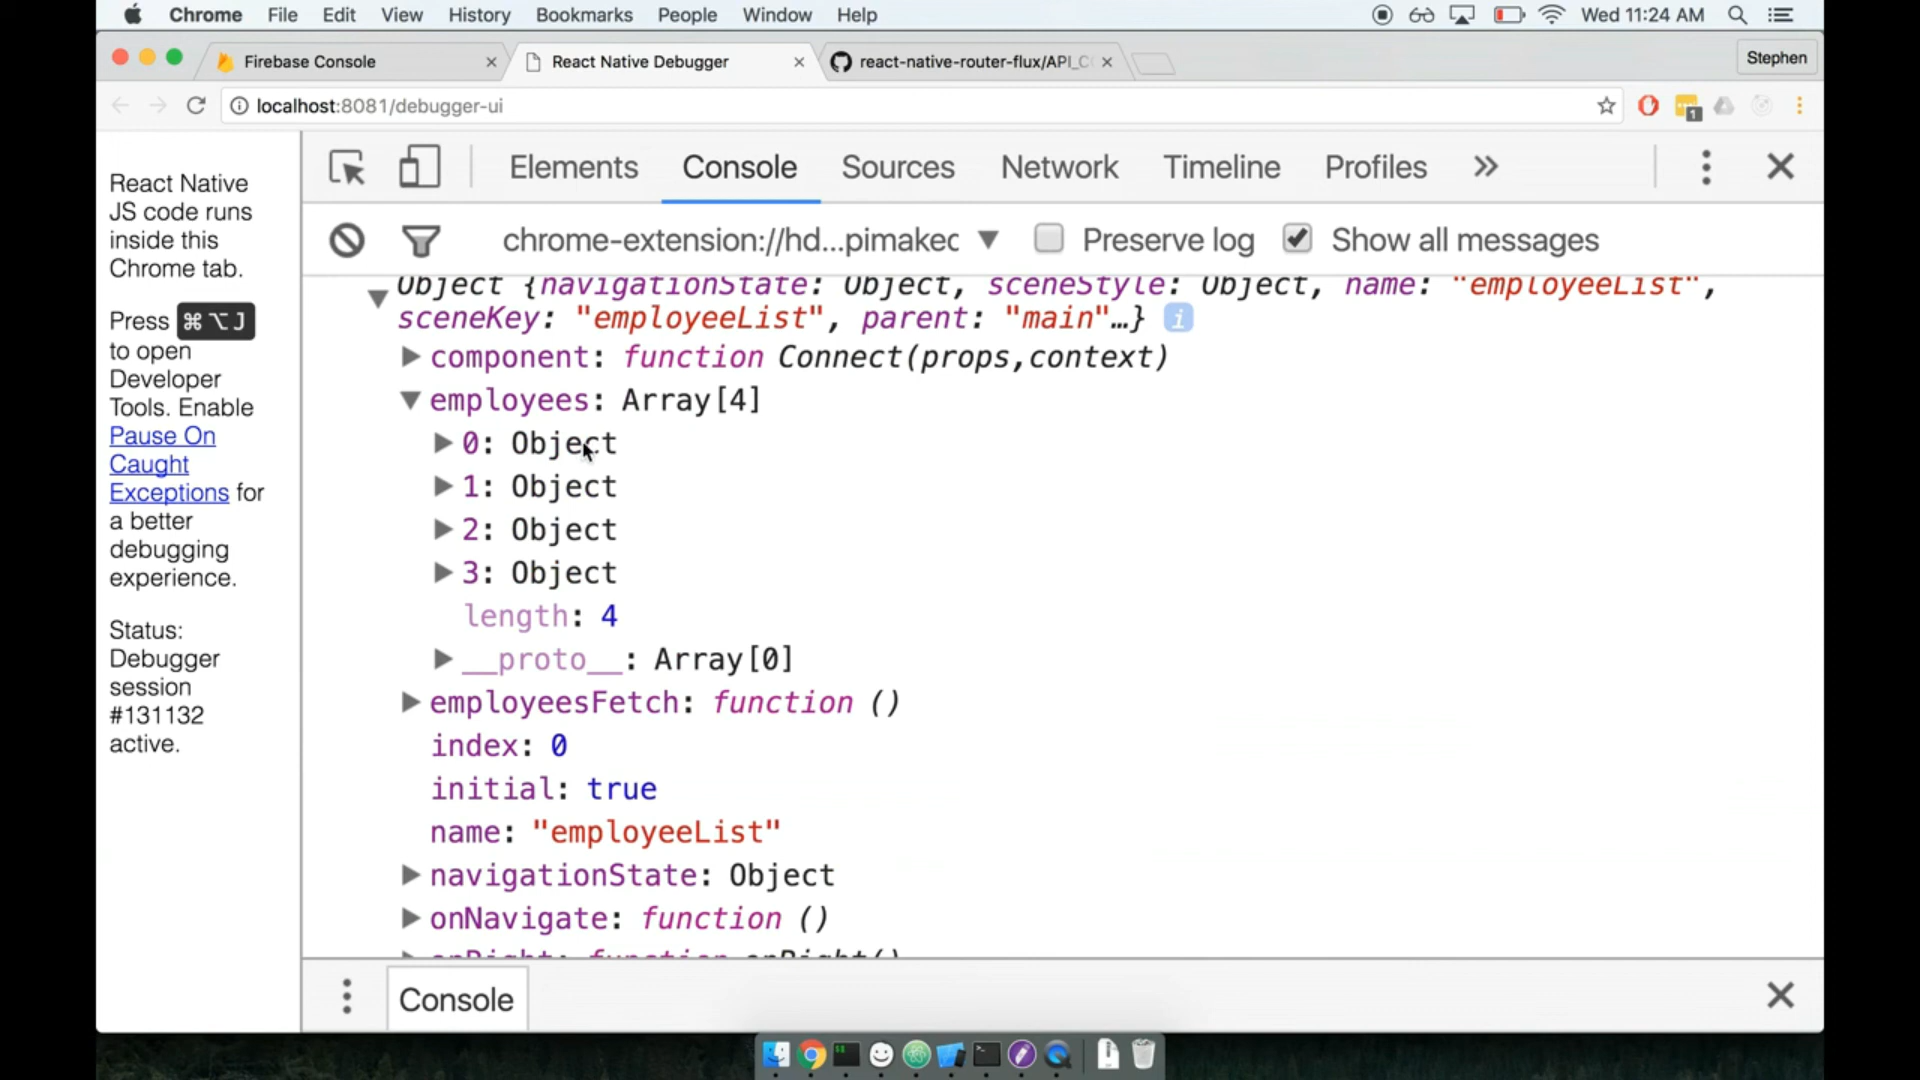 Chrome File Edit View History Bookmarks People Window Help Wed 11:24 AM
Firebase Console React Native Debugger react-native-router-flux/API_C Stephen
localhost:8081/debugger-ui
React Native
JS code runs
inside this
Chrome tab.
Press ⌘⌥J
to open
Developer
Tools. Enable
Pause On
Caught
Exceptions for
a better
debugging
experience.
Status:
Debugger
session
#131132
active.
Elements Console Sources Network Timeline Profiles »
chrome-extension://hd...pimakec ▼ Preserve log Show all messages
Object {navigationState: Object, sceneStyle: Object, name: "employeeList",
sceneKey: "employeeList", parent: "main"…} i
component: function Connect(props,context)
employees: Array[4]
0: Object
1: Object
2: Object
3: Object
length: 4
__proto__: Array[0]
employeesFetch: function ()
index: 0
initial: true
name: "employeeList"
navigationState: Object
onNavigate: function ()
onRight: function onRight()
Console